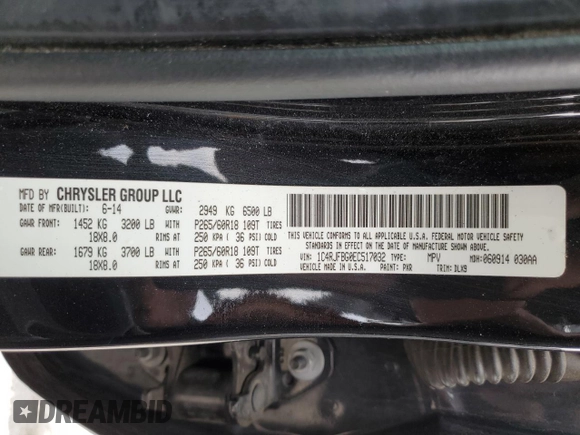 MFD BY CHRYSLER GROUP LLC
DATE OF MFR(BUILT): 6-14 GVWR: 2949 KG 6500 LB
GAWR FRONT: 1452 KG 3200 LB WITH P265/60R18 109T TIRES
18X8.0 RIMS AT 250 KPA ( 36 PSI) COLD
GAWR REAR: 1679 KG 3700 LB WITH P265/60R18 109T TIRES
18X8.0 RIMS AT 250 KPA ( 36 PSI) COLD
THIS VEHICLE CONFORMS TO ALL APPLICABLE U.S.A. FEDERAL MOTOR VEHICLE SAFETY
STANDARDS IN EFFECT ON THE DATE OF MANUFACTURE SHOWN ABOVE.
VIN: 1C4RJFBG0EC517032 TYPE: MPV MDH:060914 030AA
VEHICLE MADE IN U.S.A. PAINT: PXR TRIM: DLX9
DREAMBID